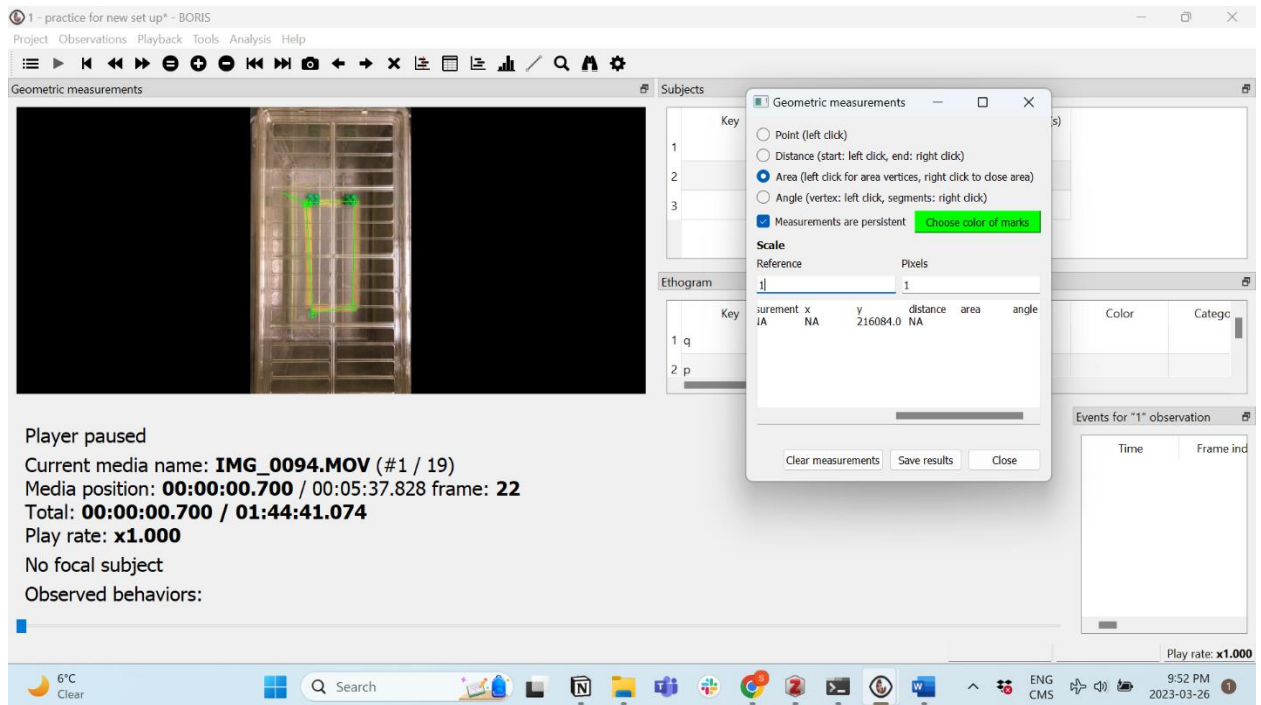 1 - practice for new set up* - BORIS
Project Observations Playback Tools Analysis Help
Geometric measurements
Subjects
Key
s)
1
2
3
Ethogram
Key
Color
Catego
1 q
2 p
Geometric measurements
Point (left click)
Distance (start: left click, end: right click)
Area (left click for area vertices, right click to close area)
Angle (vertex: left click, segments: right click)
Measurements are persistent
Choose color of marks
Scale
Reference
Pixels
1
1
surement x y distance area angle
IA NA 216084.0 NA
Clear measurements
Save results
Close
Player paused
Current media name: IMG_0094.MOV (#1 / 19)
Media position: 00:00:00.700 / 00:05:37.828 frame: 22
Total: 00:00:00.700 / 01:44:41.074
Play rate: x1.000
No focal subject
Observed behaviors:
Events for "1" observation
Time
Frame ind
Play rate: x1.000
6°C
Clear
Search
ENG
CMS
9:52 PM
2023-03-26
1